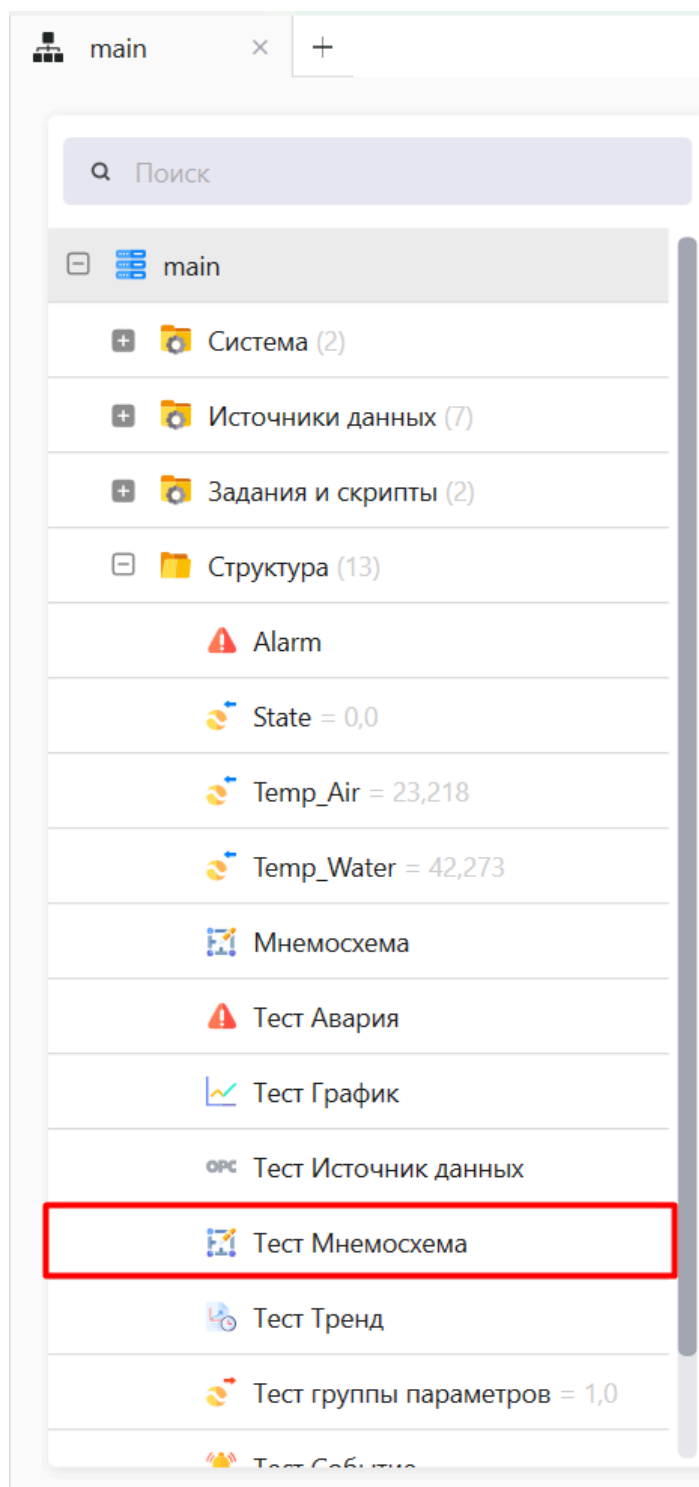 main
Поиск
main
Система (2)
Источники данных (7)
Задания и скрипты (2)
Структура (13)
Alarm
State = 0,0
Temp_Air = 23,218
Temp_Water = 42,273
Мнемосхема
Тест Авария
Тест График
OPC Тест Источник данных
Тест Мнемосхема
Тест Тренд
Тест группы параметров = 1,0
Тест Событие